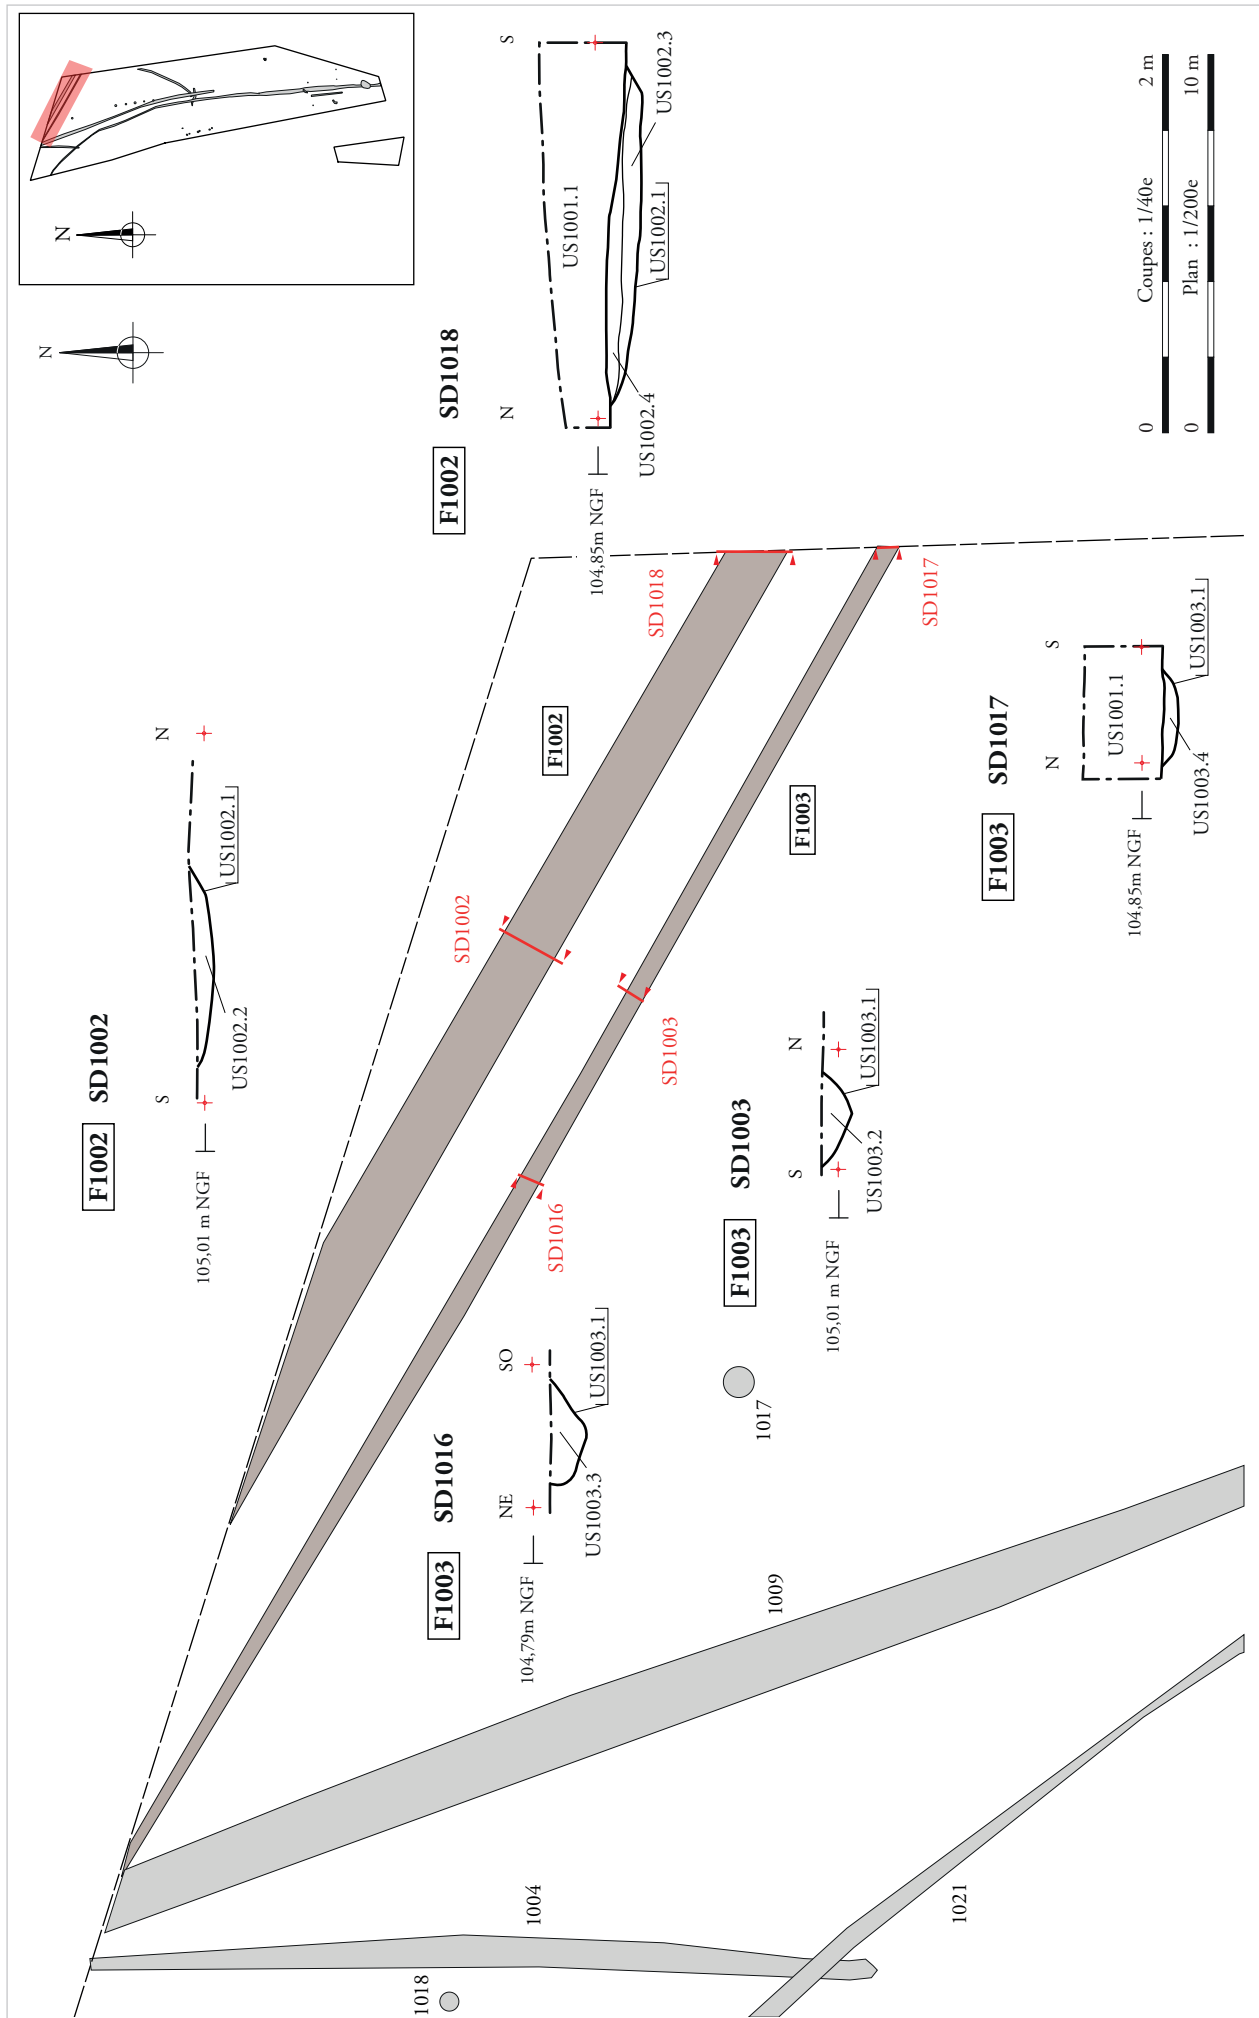 N
N
F1002 SD1018
N
S
US1001.1
US1002.3
US1002.1
US1002.4
104,85m NGF
0 Coupes : 1/40e 2 m
0 Plan : 1/200e 10 m
F1002 SD1002
S
N
US1002.1
US1002.2
105,01 m NGF
SD1018
SD1017
F1002
F1003
SD1002
SD1003
SD1016
F1003 SD1017
N
S
US1001.1
US1003.1
US1003.4
104,85m NGF
F1003 SD1003
S
N
US1003.1
US1003.2
105,01 m NGF
F1003 SD1016
NE
SO
US1003.1
US1003.3
104,79m NGF
1017
1009
1004
1021
1018